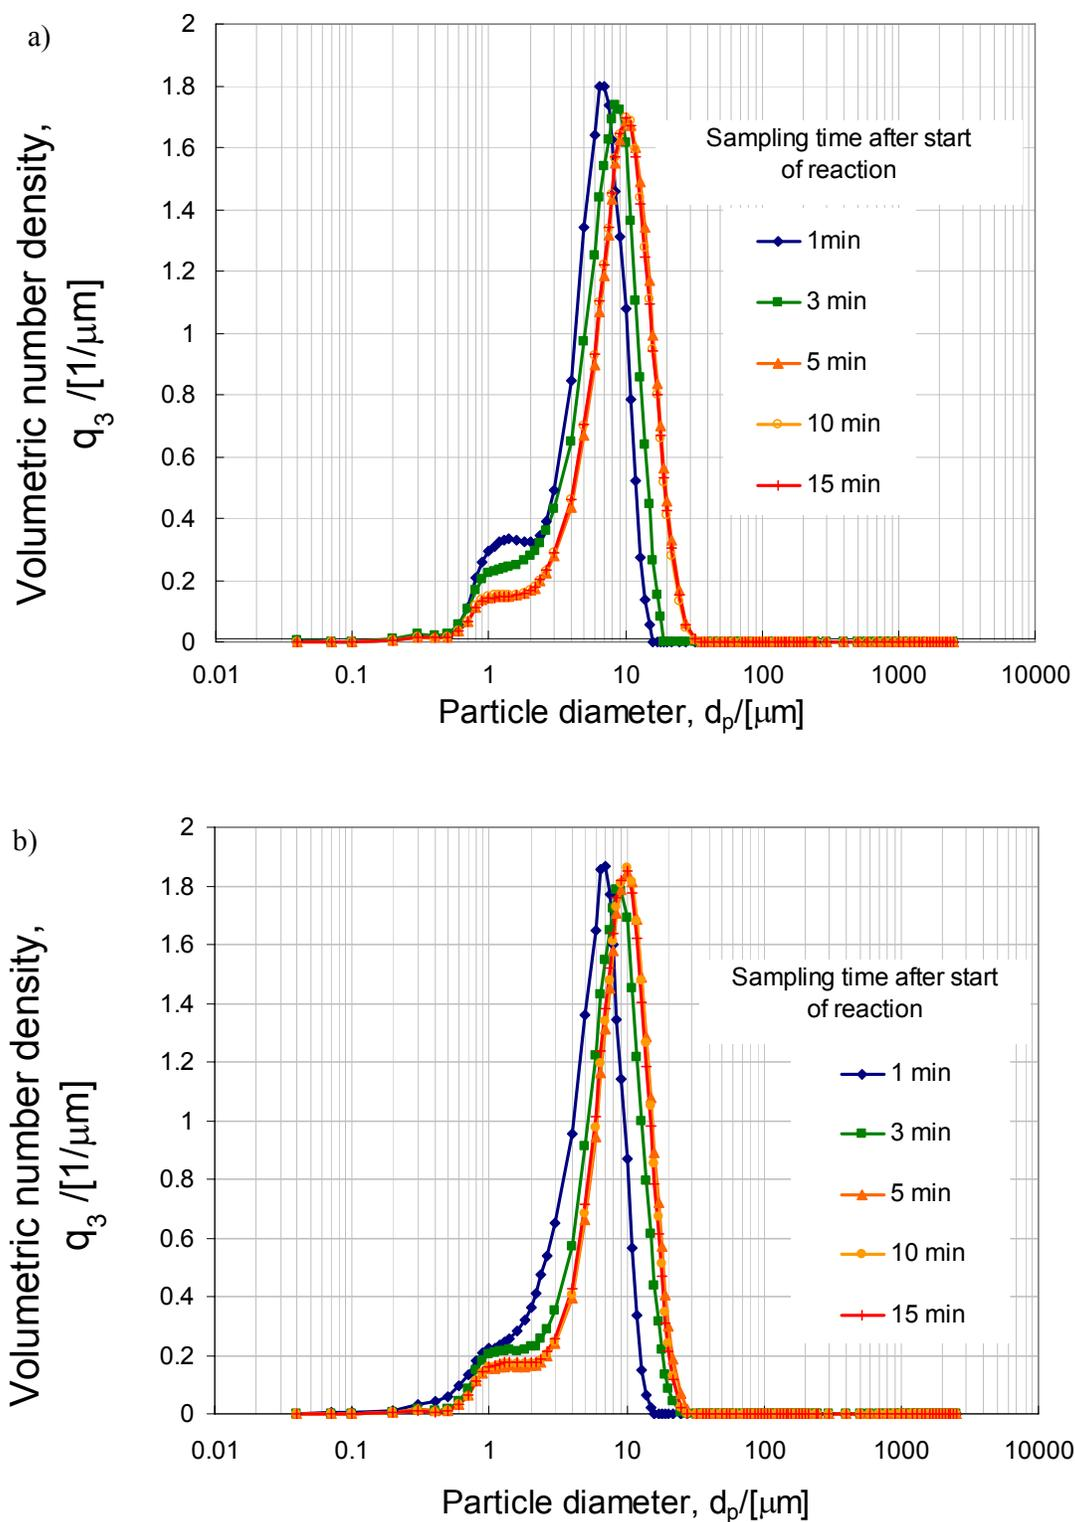 a)
Volumetric number density,
q3 /[1/μm]
2
1.8
1.6
1.4
1.2
1
0.8
0.6
0.4
0.2
0
0.01 0.1 1 10 100 1000 10000
Particle diameter, dp/[μm]
Sampling time after start
of reaction
1min
3 min
5 min
10 min
15 min
b)
Volumetric number density,
q3 /[1/μm]
2
1.8
1.6
1.4
1.2
1
0.8
0.6
0.4
0.2
0
0.01 0.1 1 10 100 1000 10000
Particle diameter, dp/[μm]
Sampling time after start
of reaction
1 min
3 min
5 min
10 min
15 min